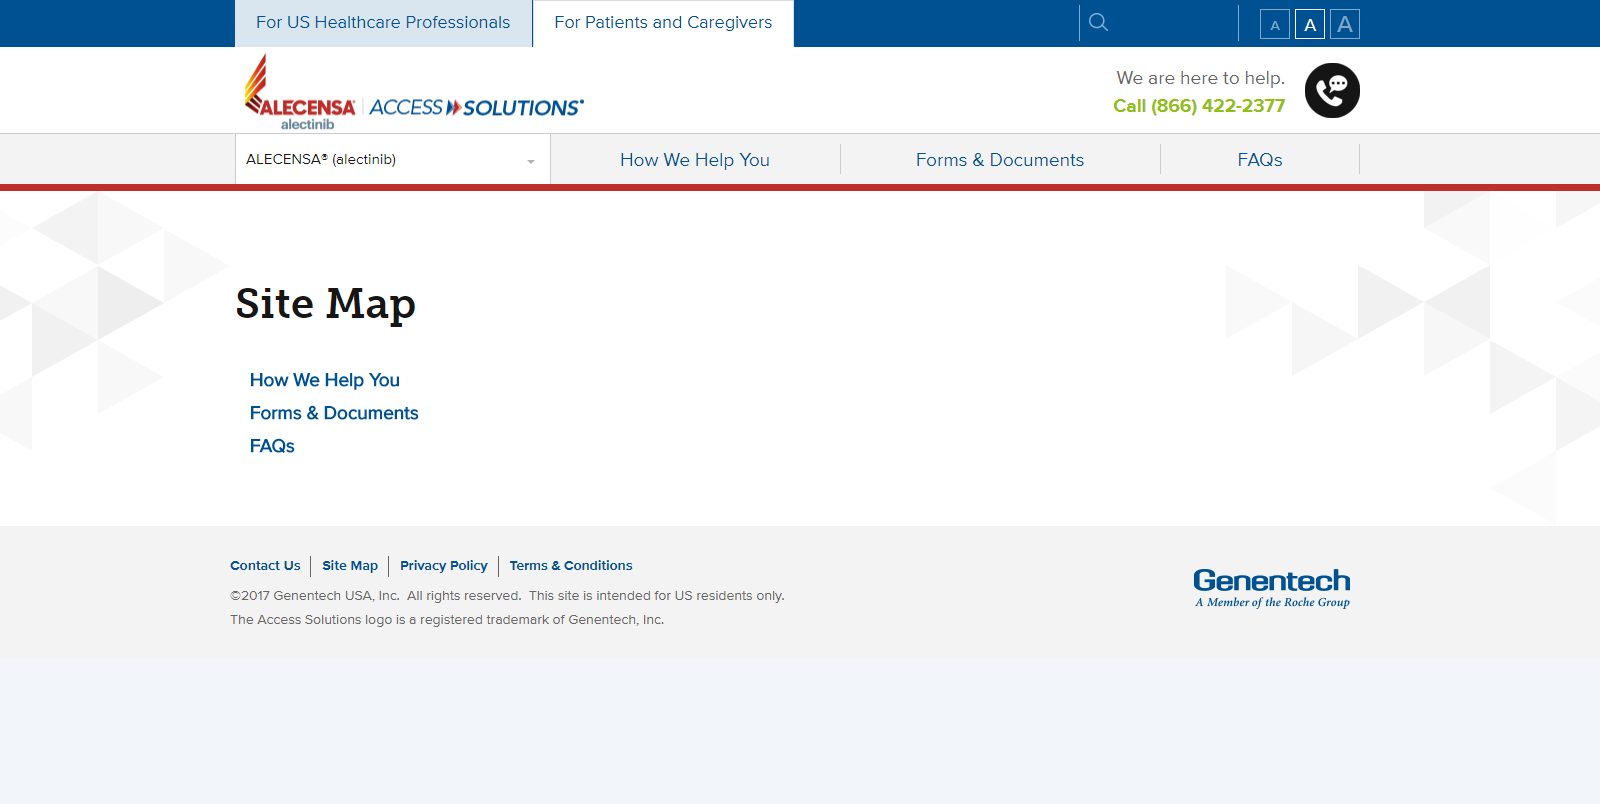 For US Healthcare Professionals
For Patients and Caregivers
A A A
ALECENSA® | ACCESS SOLUTIONS®
alectinib
We are here to help.
Call (866) 422-2377
ALECENSA® (alectinib)
How We Help You
Forms & Documents
FAQs
Site Map
How We Help You
Forms & Documents
FAQs
Contact Us | Site Map | Privacy Policy | Terms & Conditions
©2017 Genentech USA, Inc. All rights reserved. This site is intended for US residents only.
The Access Solutions logo is a registered trademark of Genentech, Inc.
Genentech
A Member of the Roche Group